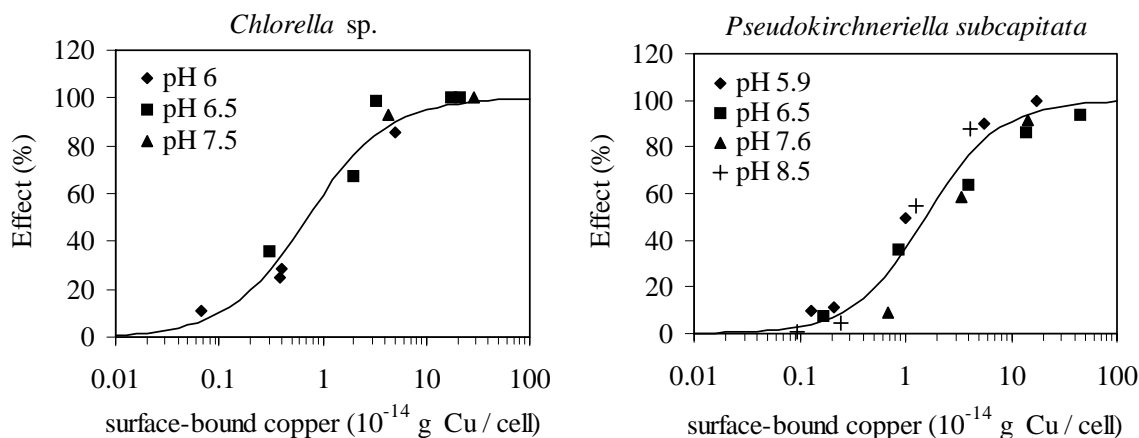 Chlorella sp.
120
100
80
60
40
20
0
Effect (%)
pH 6
pH 6.5
pH 7.5
0.01 0.1 1 10 100
surface-bound copper (10⁻¹⁴ g Cu / cell)
Pseudokirchneriella subcapitata
120
100
80
60
40
20
0
Effect (%)
pH 5.9
pH 6.5
pH 7.6
pH 8.5
0.01 0.1 1 10 100
surface-bound copper (10⁻¹⁴ g Cu / cell)